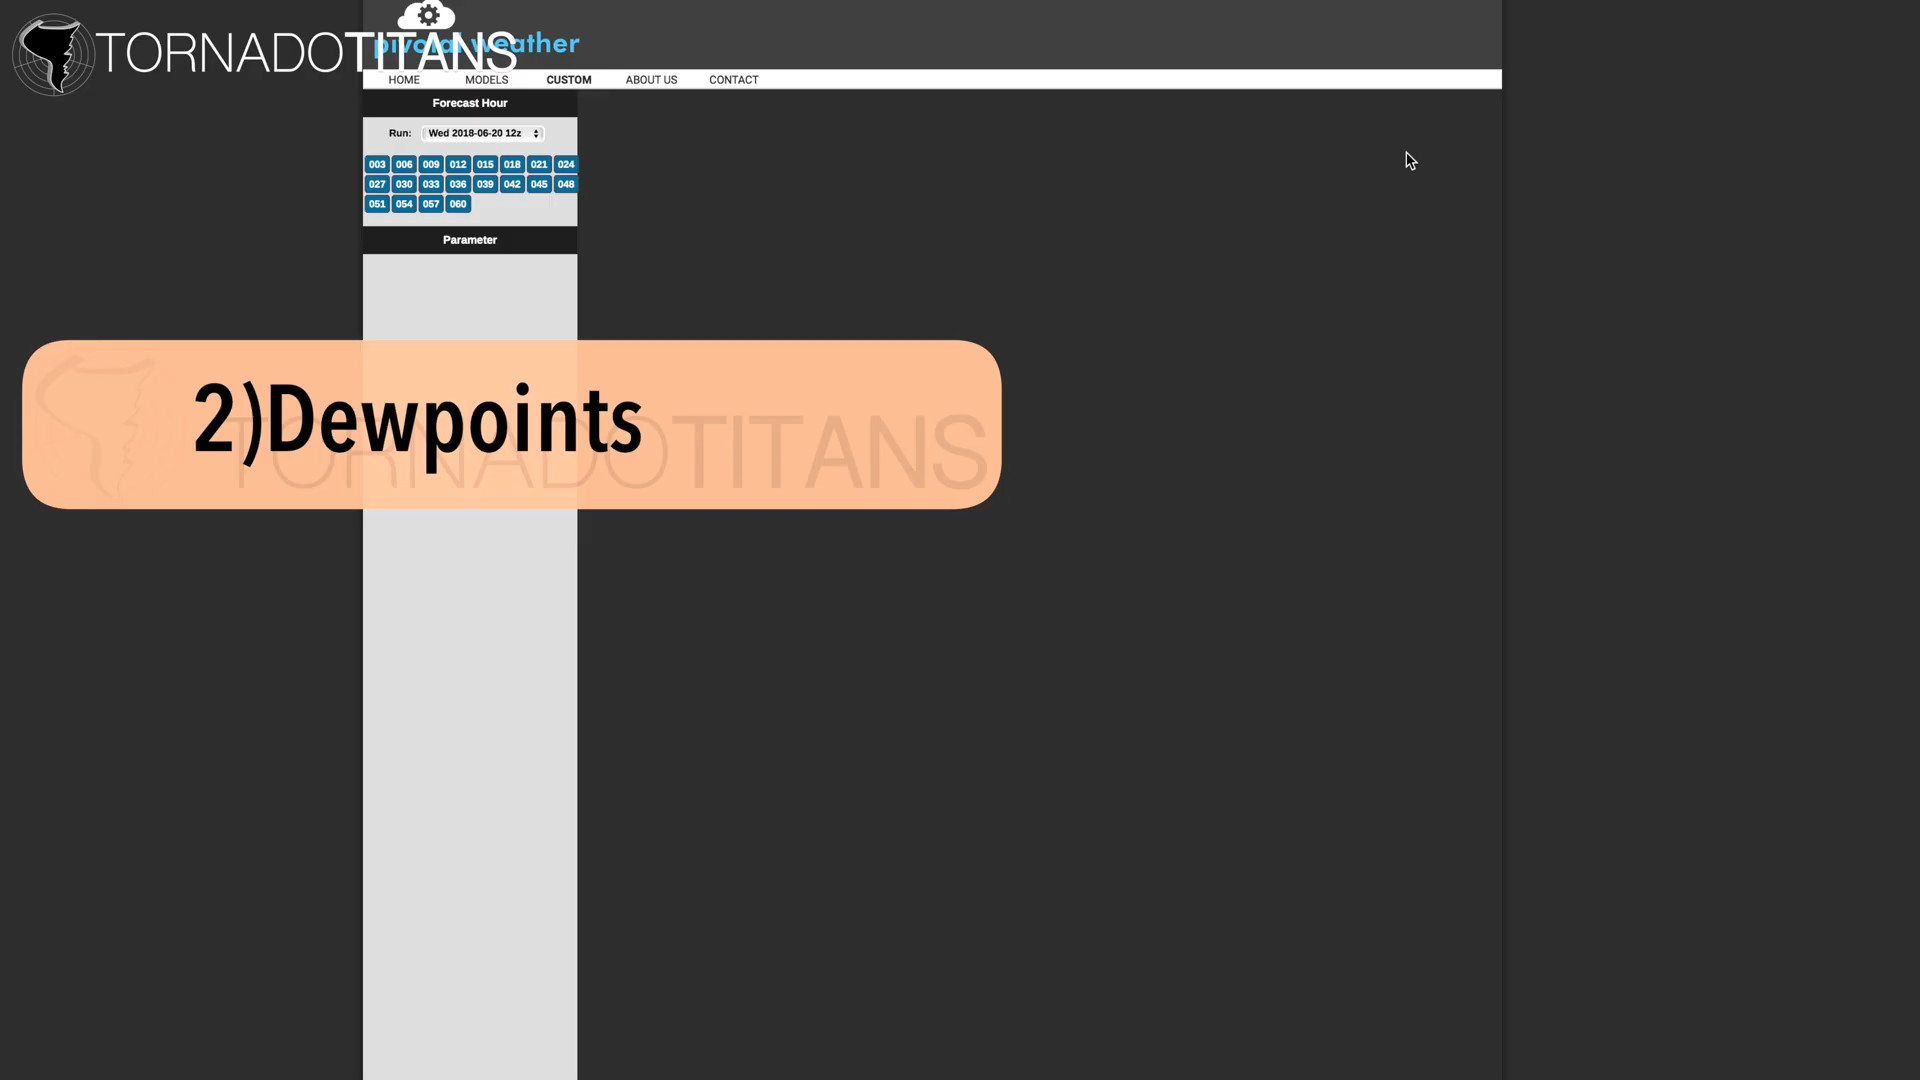 TORNADOTITANS
pivotal weather
HOME MODELS CUSTOM ABOUT US CONTACT
Forecast Hour
Run: Wed 2018-06-20 12z
003 006 009 012 015 018 021 024
027 030 033 036 039 042 045 048
051 054 057 060
Parameter
2)Dewpoints
TORNADOTITANS